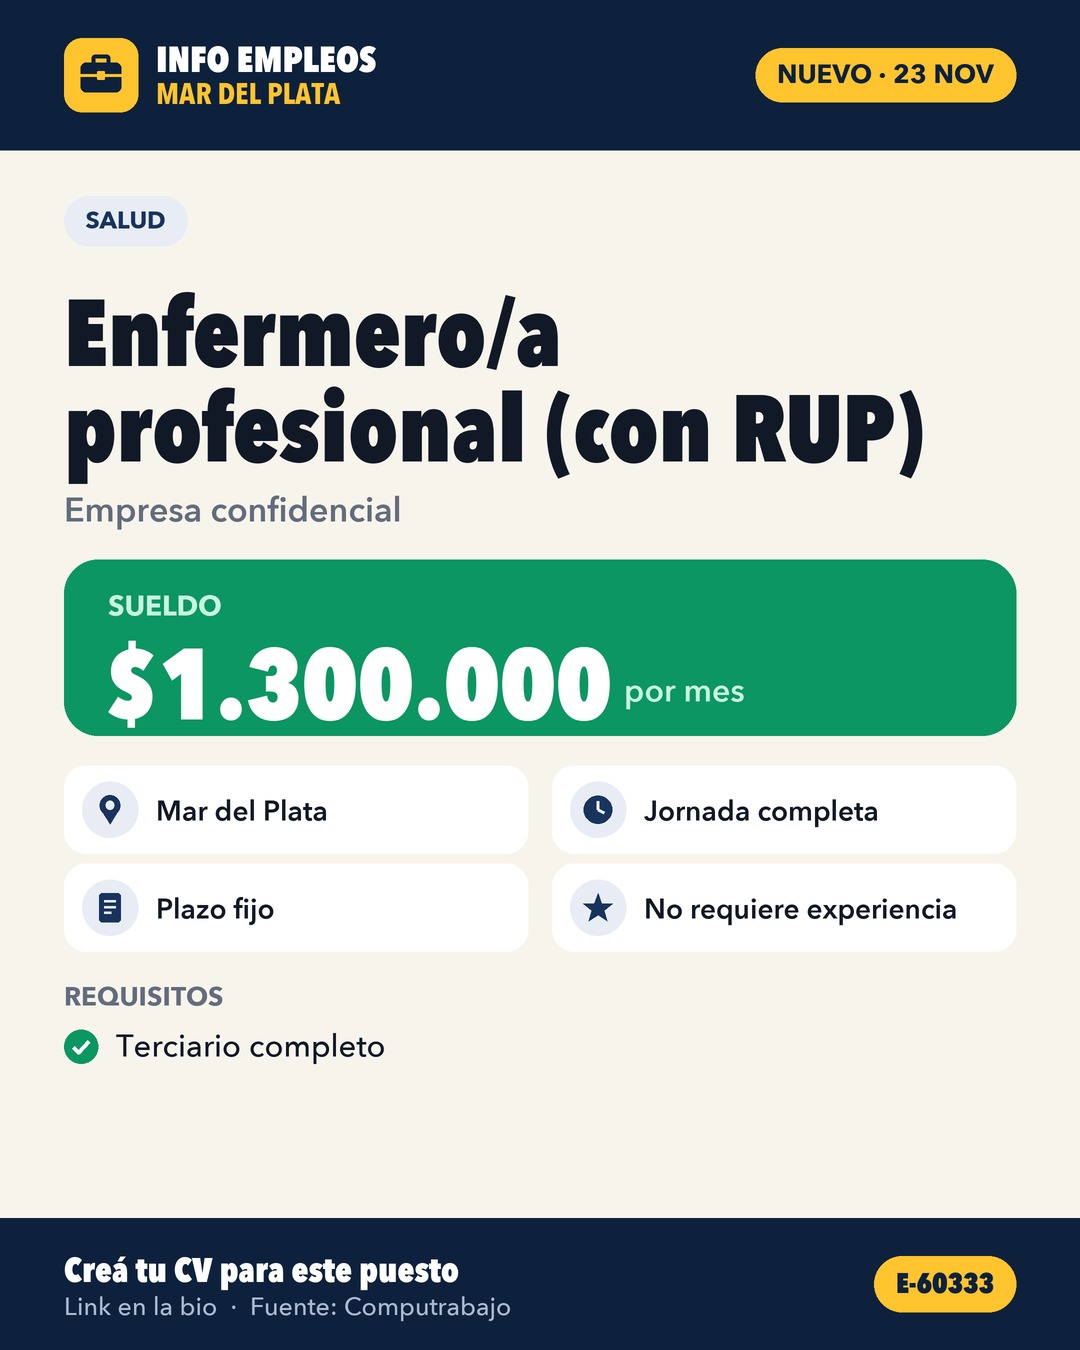 INFO EMPLEOS
MAR DEL PLATA
NUEVO · 23 NOV
SALUD
Enfermero/a
profesional (con RUP)
Empresa confidencial
SUELDO
$1.300.000 por mes
Mar del Plata
Jornada completa
Plazo fijo
No requiere experiencia
REQUISITOS
Terciario completo
Creá tu CV para este puesto
Link en la bio · Fuente: Computrabajo
E-60333